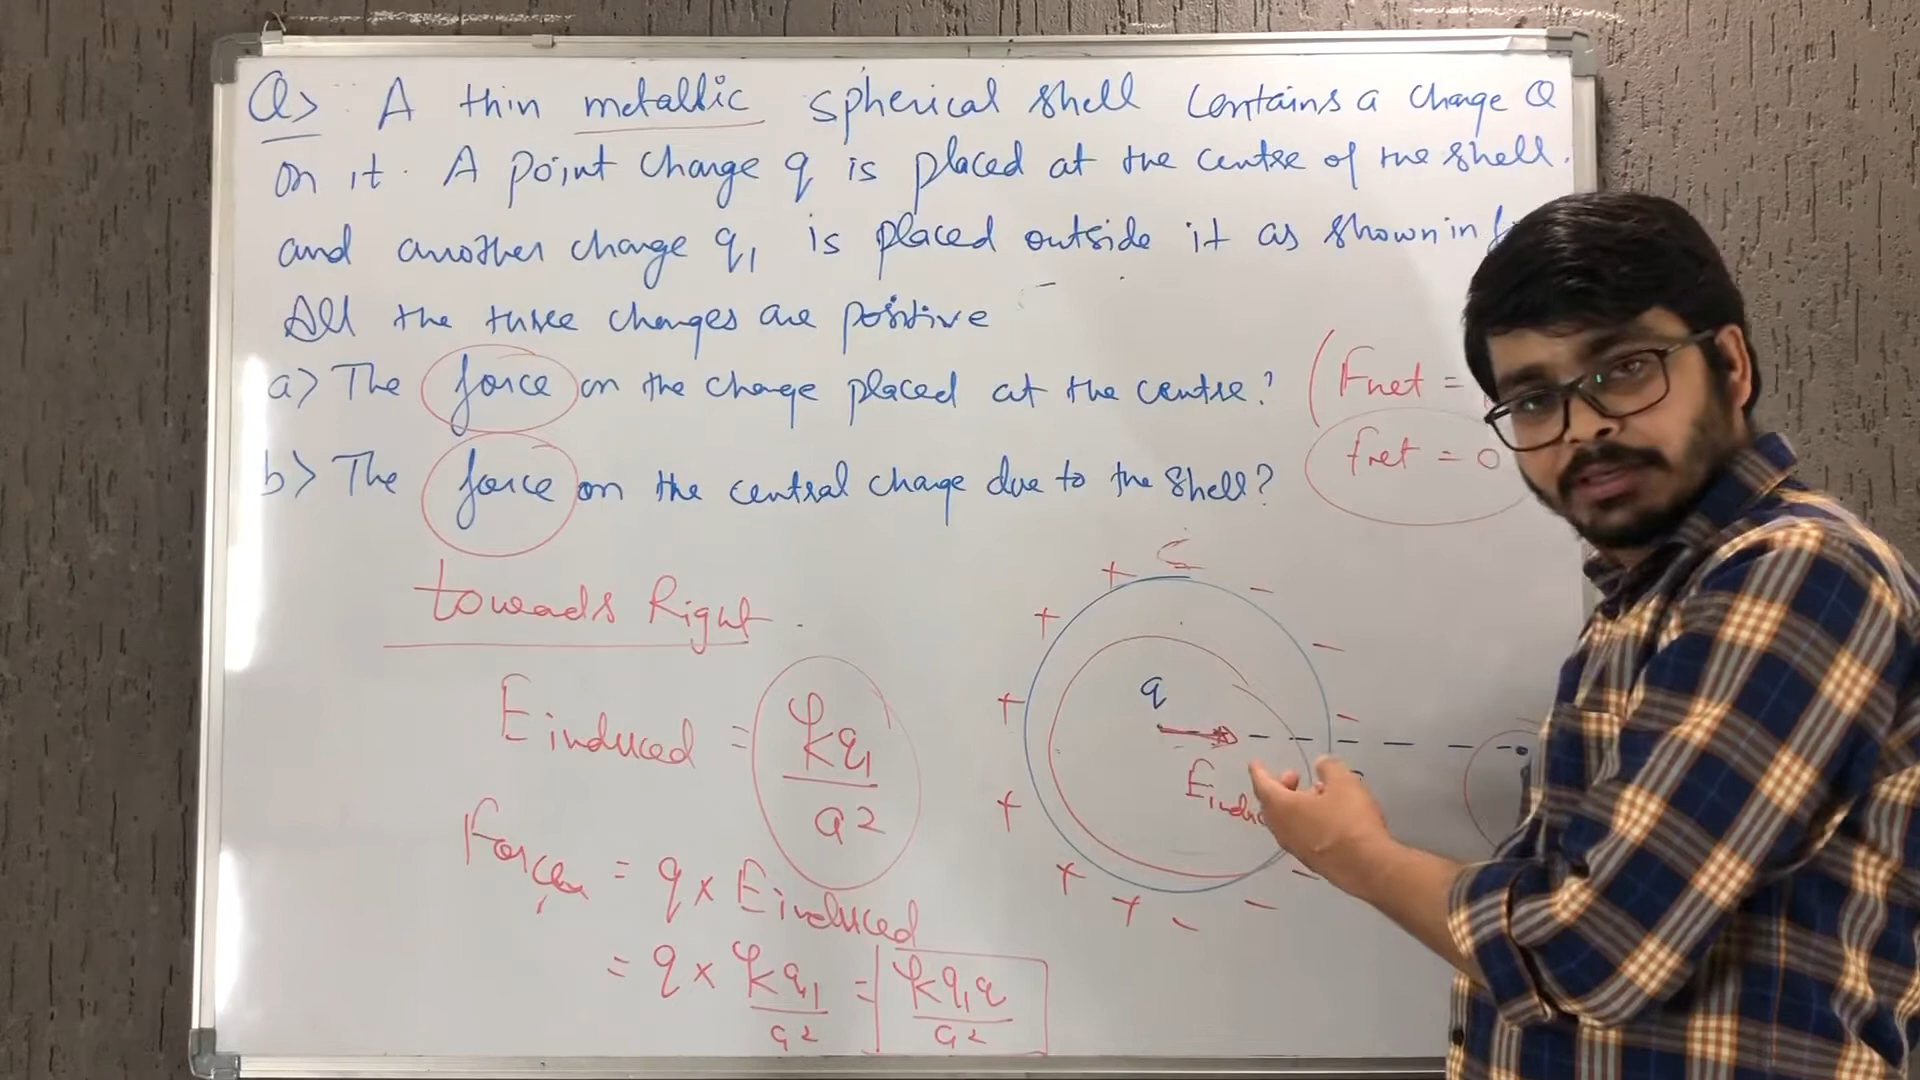 Q> A thin metallic spherical shell contains a charge Q
on it. A point charge q is placed at the centre of the shell.
and another charge q1 is placed outside it as shown in
All the three charges are positive
a> The force on the charge placed at the centre?
(Fnet =
b> The force on the central charge due to the shell?
fnet = 0
towards Right.
E induced = kq1/a2
Force = q x E induced
= q x kq1/a2 = kq1q/a2
+ -
+ -
q
+ -
+
+ -
+ - -